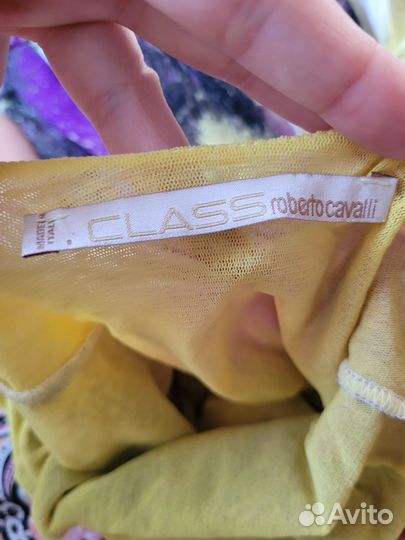 MADE IN
ITALY
CLASS roberto cavalli
Avito